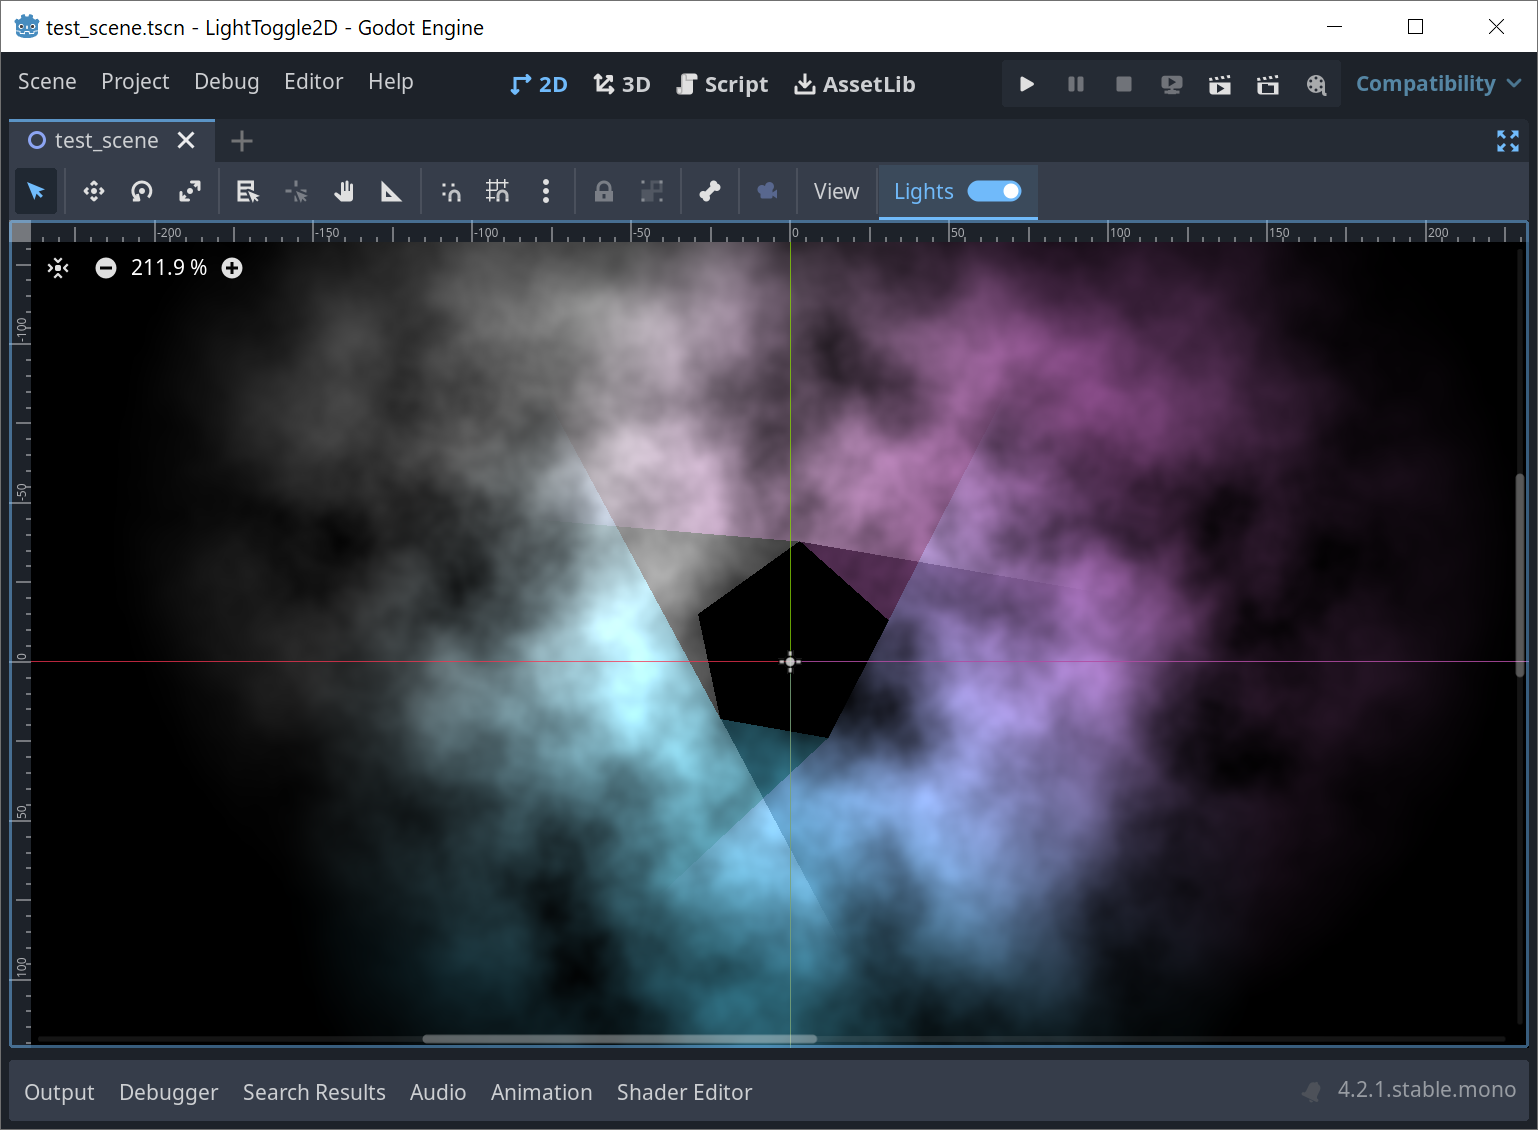 test_scene.tscn - LightToggle2D - Godot Engine
Scene Project Debug Editor Help 2D 3D Script AssetLib Compatibility
test_scene
View Lights
-200 -150 -100 -50 0 50 100 150 200
211.9 %
-100
-50
0
50
100
Output Debugger Search Results Audio Animation Shader Editor 4.2.1.stable.mono